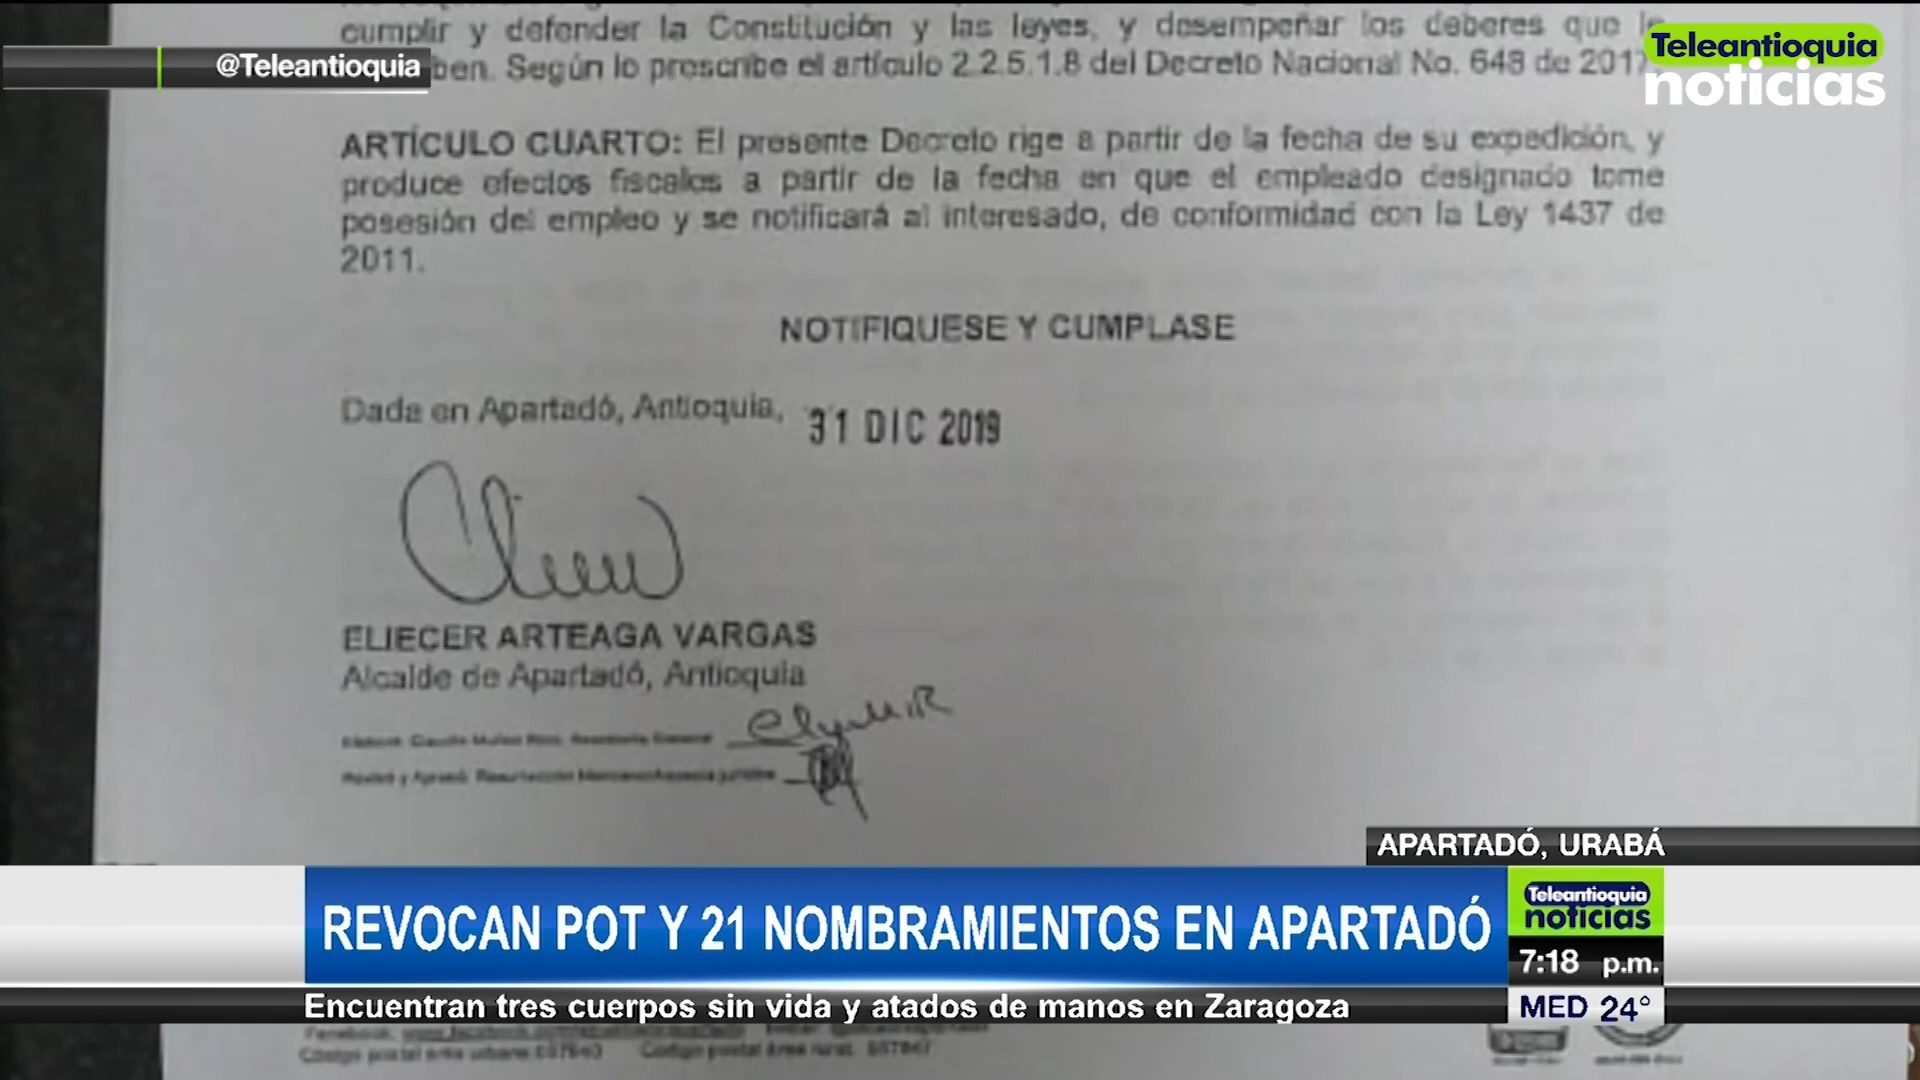 cumplir y defender la Constitución y las leyes, y desempeñar los deberes que le
@Teleantioquia
ben. Según lo prescribe el artículo 2.2.5.1.8 del Decreto Nacional No. 648 de 2017
Teleantioquia
noticias
ARTÍCULO CUARTO: El presente Decreto rige a partir de la fecha de su expedición, y
produce efectos fiscales a partir de la fecha en que el empleado designado tome
posesión del empleo y se notificará al interesado, de conformidad con la Ley 1437 de
2011.
NOTIFIQUESE Y CUMPLASE
Dada en Apartadó, Antioquia, 31 DIC 2019
ELIECER ARTEAGA VARGAS
Alcalde de Apartadó, Antioquia
APARTADÓ, URABÁ
REVOCAN POT Y 21 NOMBRAMIENTOS EN APARTADÓ
Teleantioquia
noticias
7:18 p.m.
Encuentran tres cuerpos sin vida y atados de manos en Zaragoza
MED 24°